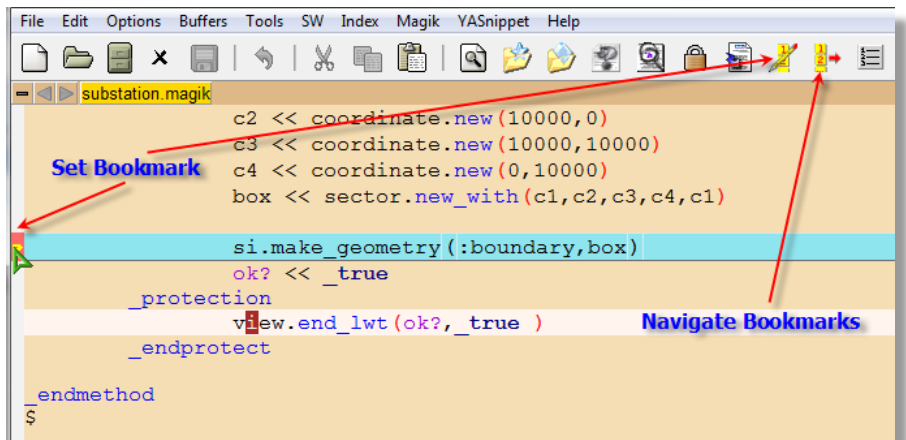 File Edit Options Buffers Tools SW Index Magik YASnippet Help
substation.magik
c2 << coordinate.new(10000,0)
c3 << coordinate.new(10000,10000)
Set Bookmark c4 << coordinate.new(0,10000)
box << sector.new_with(c1,c2,c3,c4,c1)
si.make_geometry(:boundary,box)
ok? << _true
_protection
view.end_lwt(ok?,_true ) Navigate Bookmarks
_endprotect
_endmethod
$